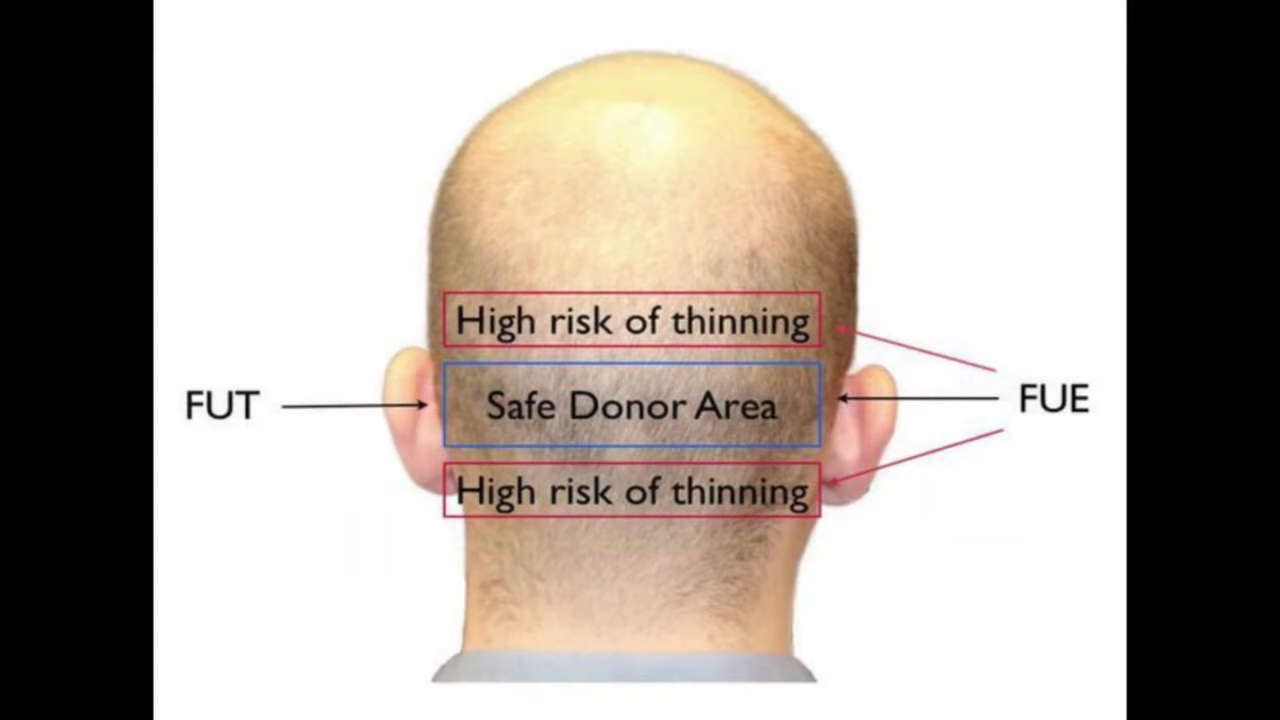 High risk of thinning
FUT
Safe Donor Area
FUE
High risk of thinning